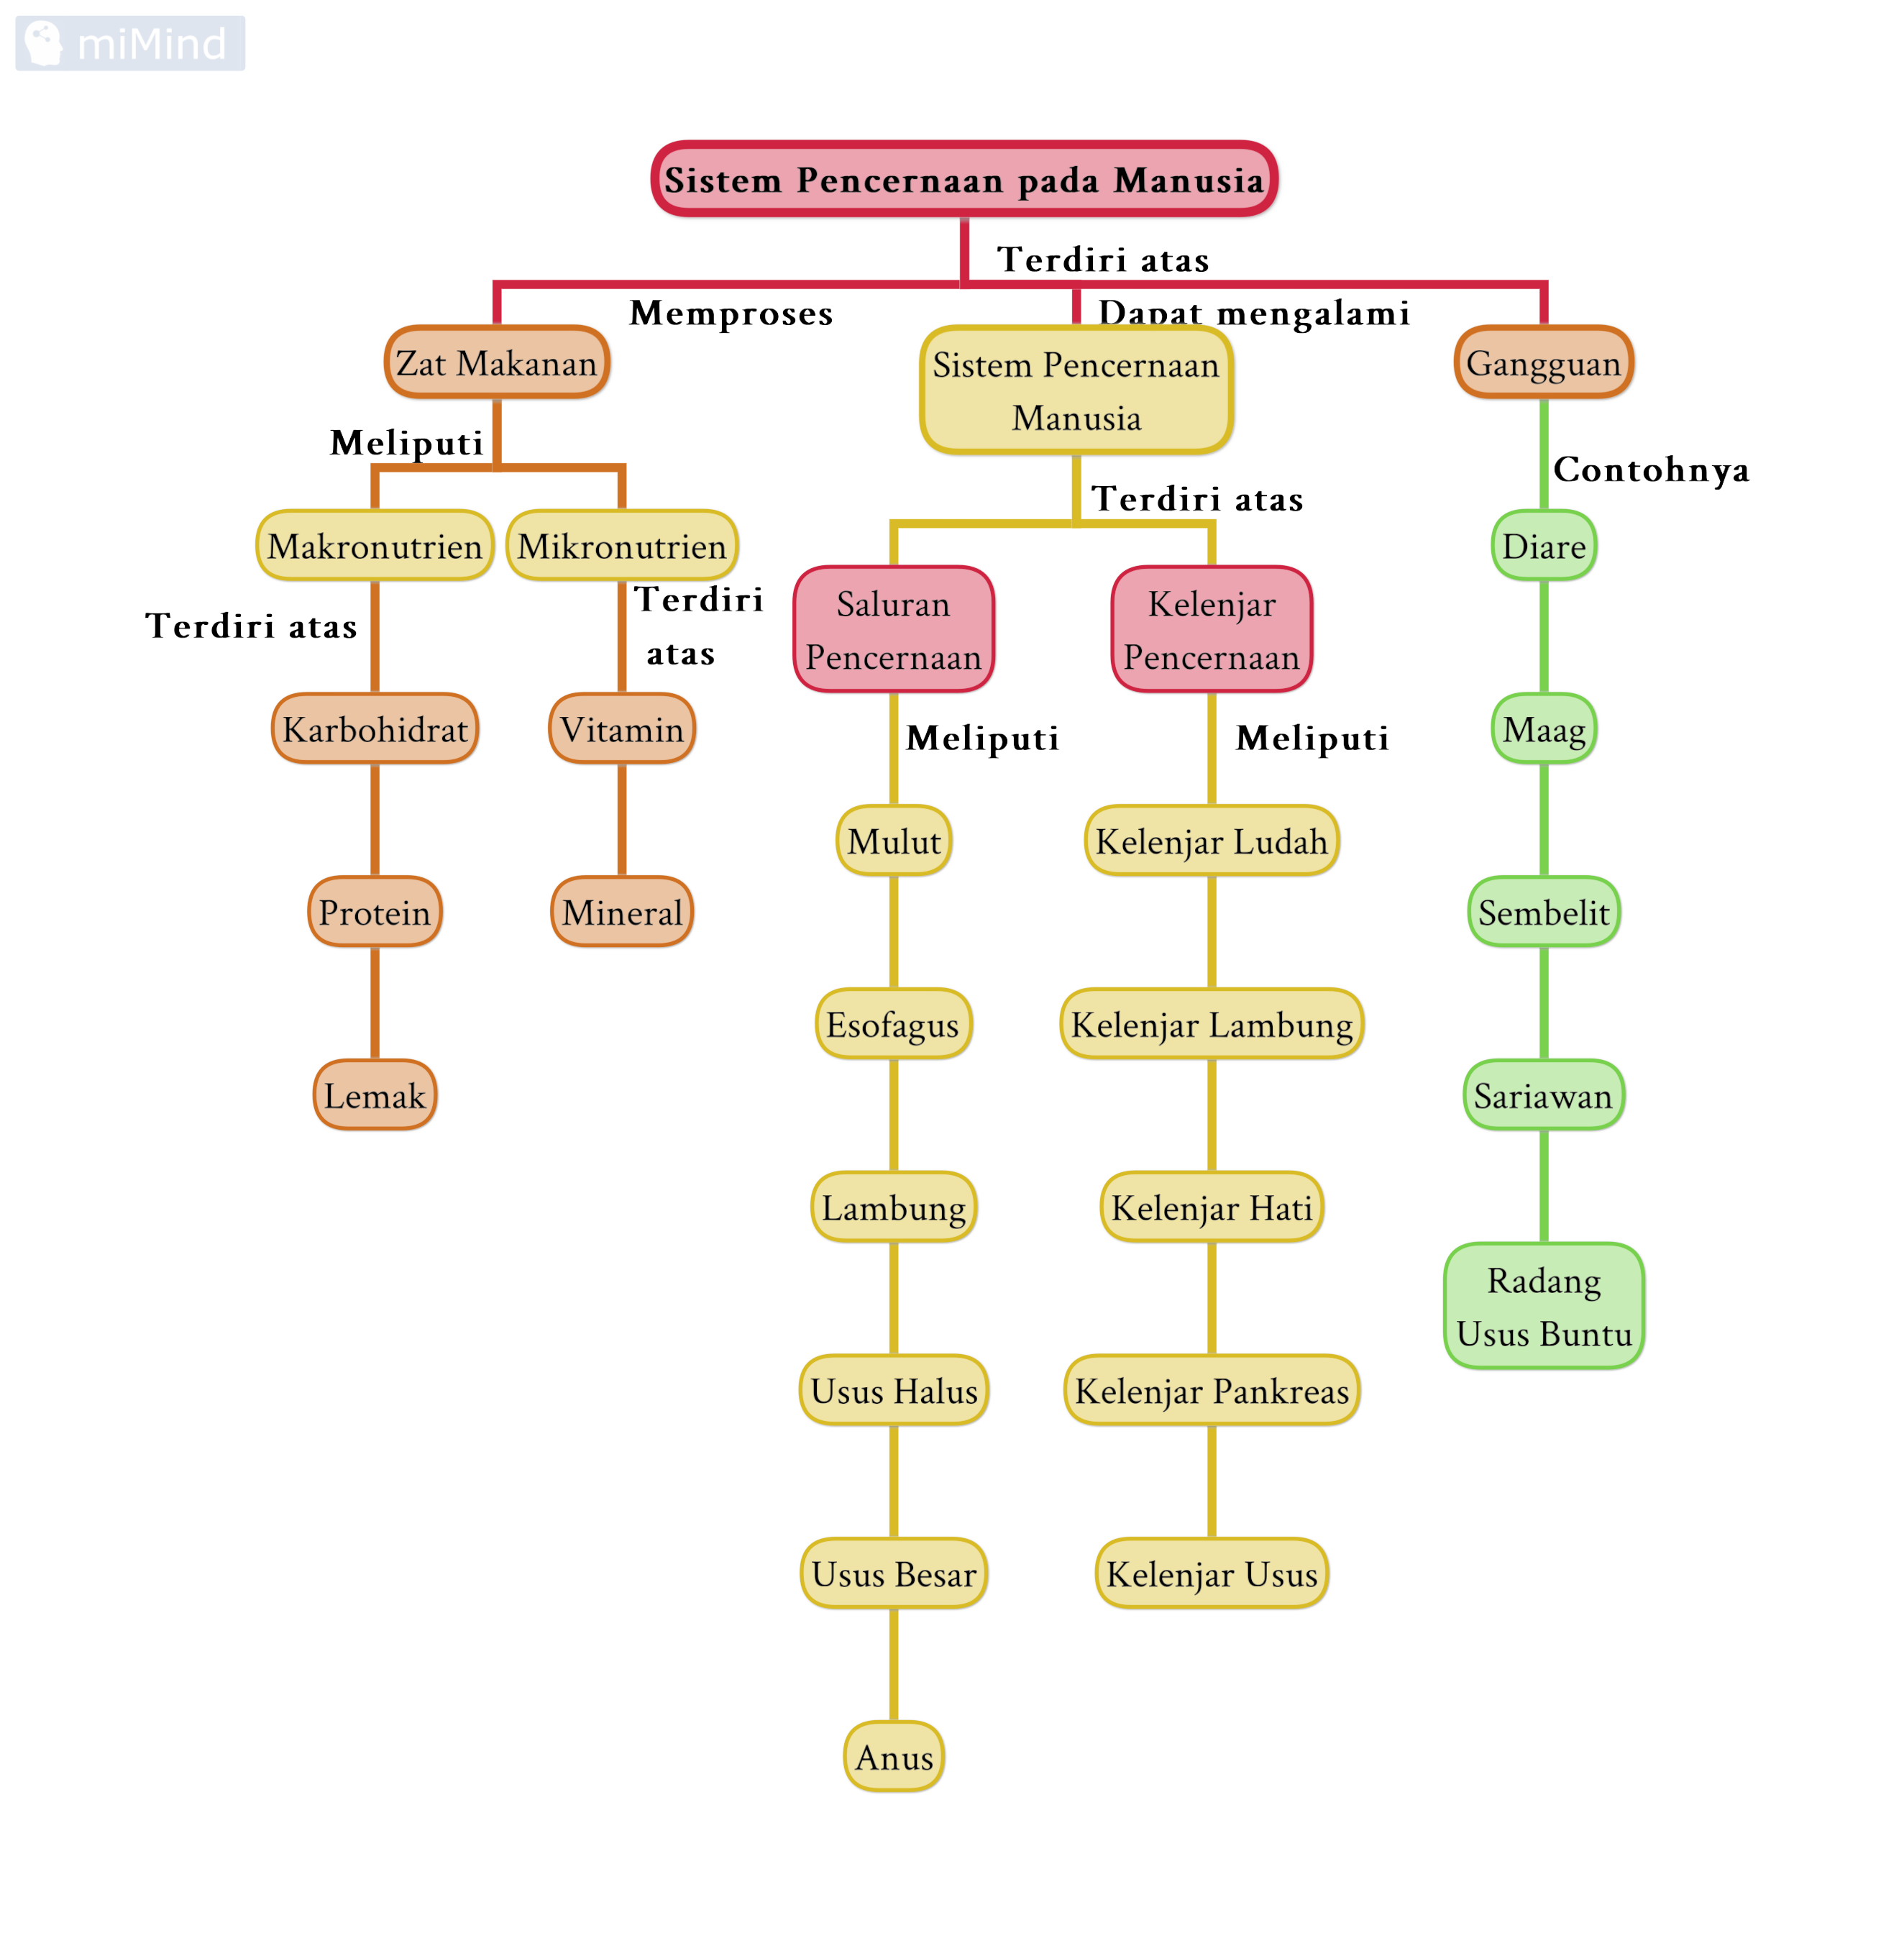 miMind
Sistem Pencernaan pada Manusia
Terdiri atas
Memproses
Dapat mengalami
Zat Makanan
Sistem Pencernaan
Manusia
Gangguan
Meliputi
Terdiri atas
Contohnya
Makronutrien
Mikronutrien
Saluran
Pencernaan
Kelenjar
Pencernaan
Diare
Terdiri atas
Terdiri
atas
Karbohidrat
Vitamin
Meliputi
Meliputi
Maag
Mulut
Kelenjar Ludah
Protein
Mineral
Sembelit
Esofagus
Kelenjar Lambung
Lemak
Sariawan
Lambung
Kelenjar Hati
Radang
Usus Buntu
Usus Halus
Kelenjar Pankreas
Usus Besar
Kelenjar Usus
Anus